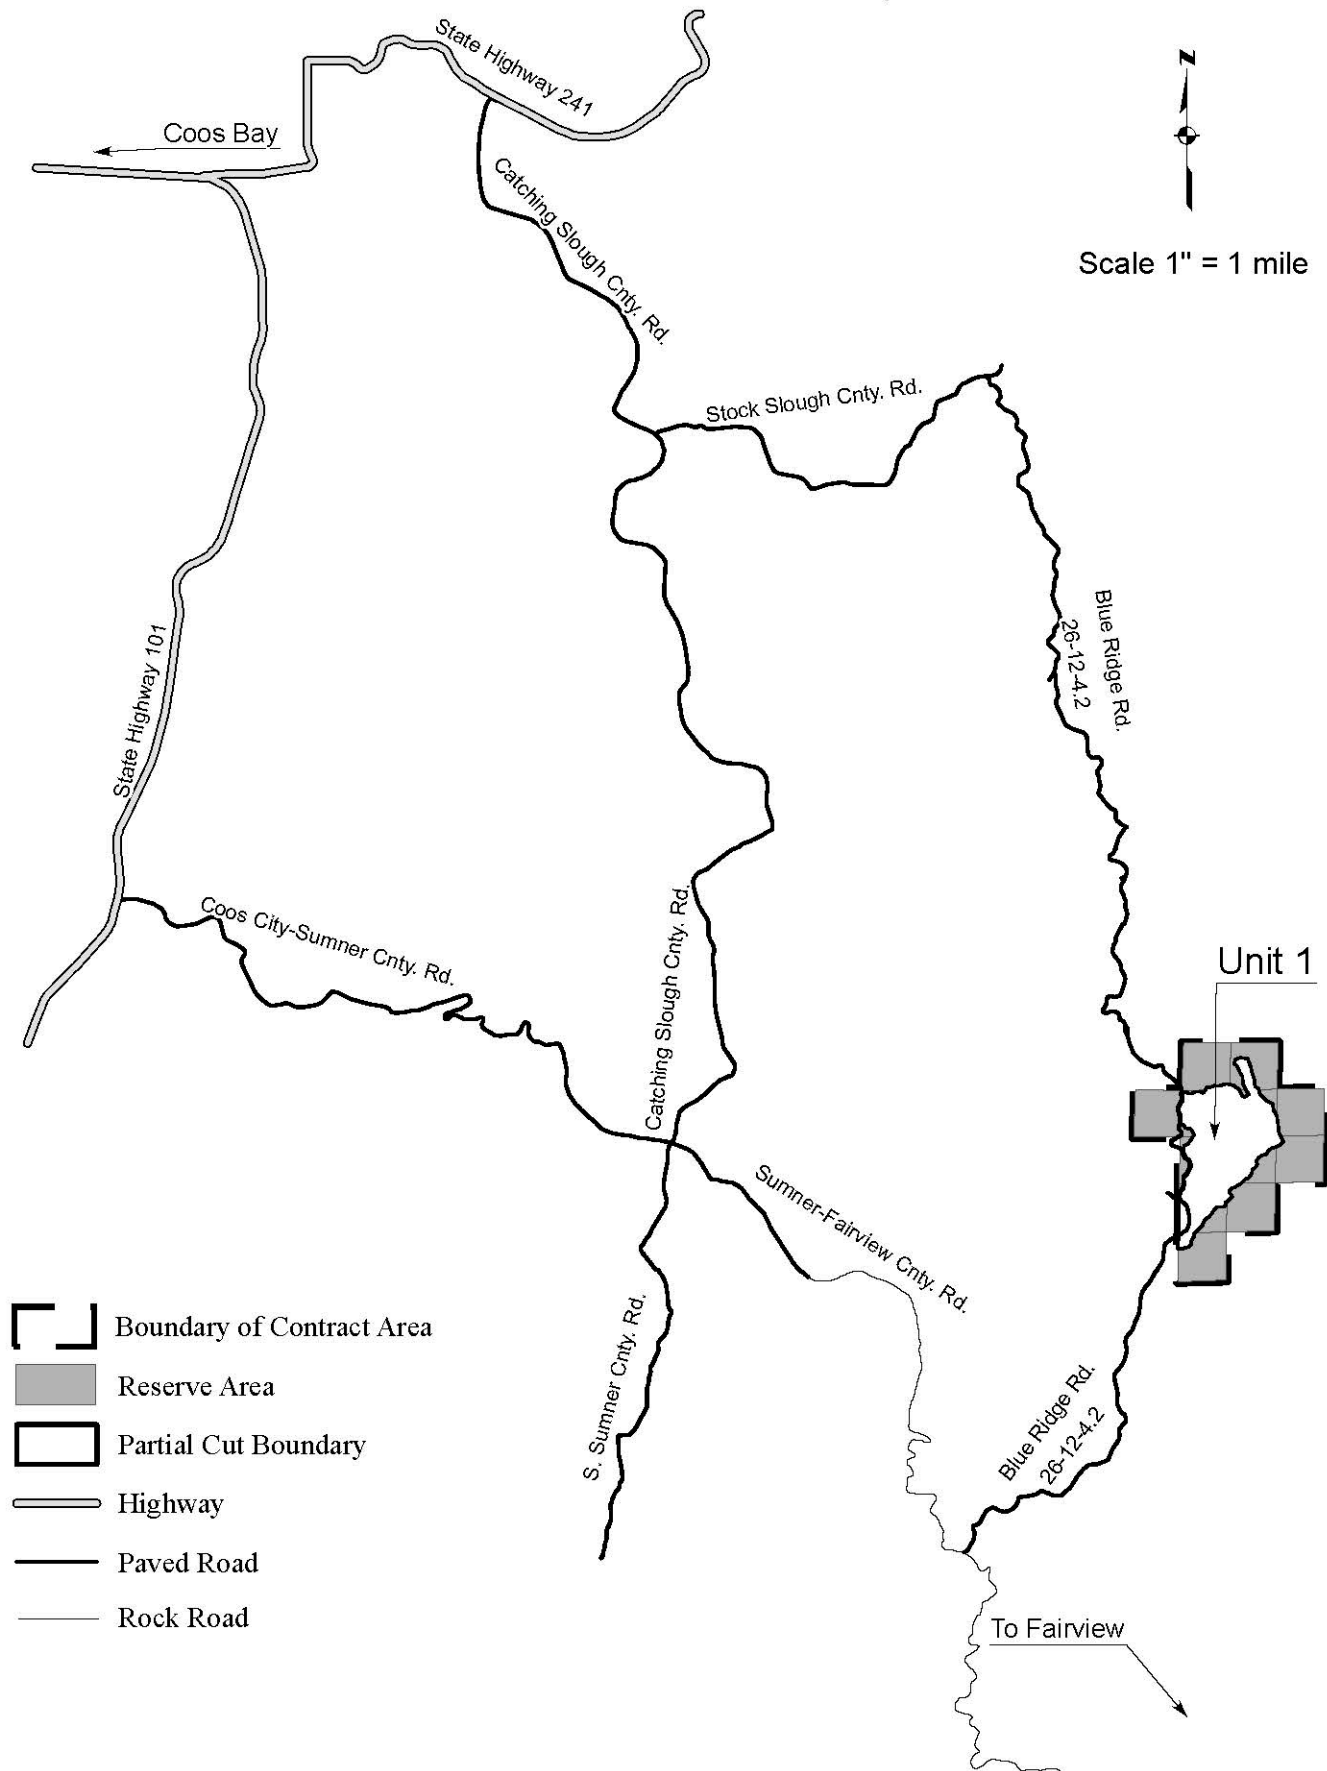 State Highway 241
Coos Bay
N
Catching Slough Cnty. Rd.
Scale 1" = 1 mile
Stock Slough Cnty. Rd.
Blue Ridge Rd.
26-12-4.2
State Highway 101
Coos City-Sumner Cnty. Rd.
Catching Slough Cnty. Rd.
Unit 1
Sumner-Fairview Cnty. Rd.
S. Sumner Cnty. Rd.
Blue Ridge Rd.
26-12-4.2
Boundary of Contract Area
Reserve Area
Partial Cut Boundary
Highway
Paved Road
Rock Road
To Fairview